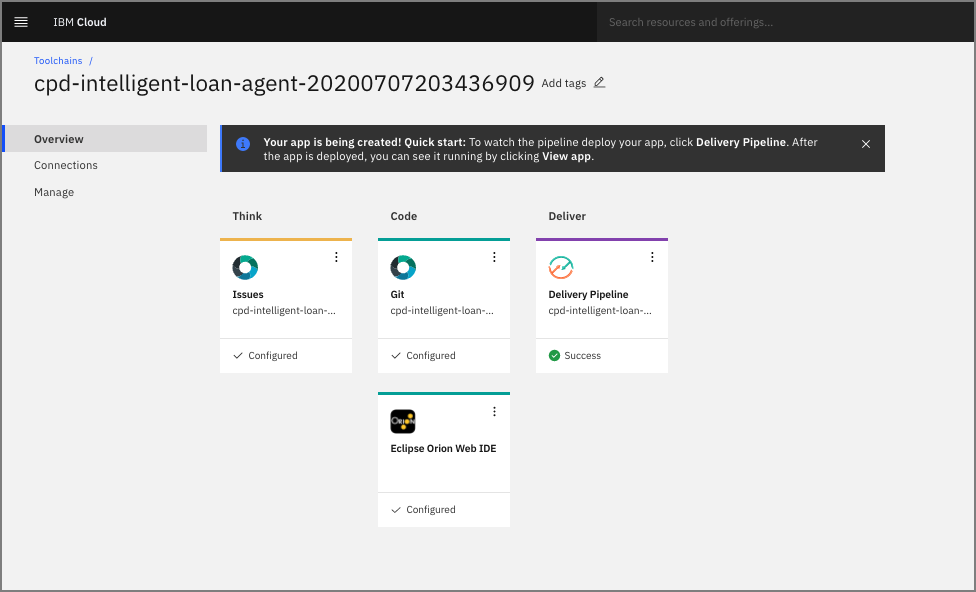 IBM Cloud
Search resources and offerings...
Toolchains /
cpd-intelligent-loan-agent-20200707203436909 Add tags
Overview
Connections
Manage
Your app is being created! Quick start: To watch the pipeline deploy your app, click Delivery Pipeline. After
the app is deployed, you can see it running by clicking View app.
Think
Code
Deliver
Issues
cpd-intelligent-loan-...
Configured
Git
cpd-intelligent-loan-...
Configured
Delivery Pipeline
cpd-intelligent-loan-...
Success
ORION
Eclipse Orion Web IDE
Configured